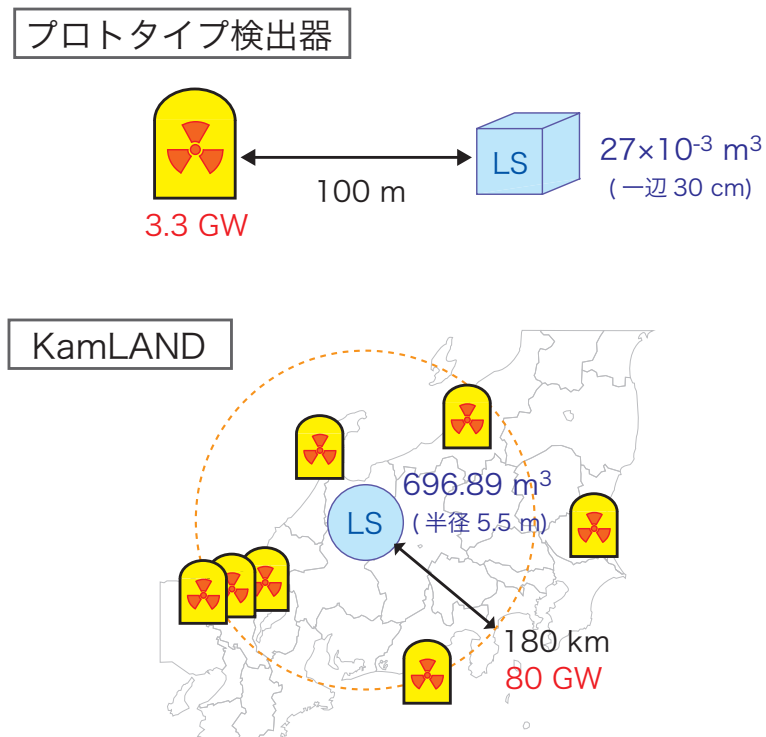 プロトタイプ検出器
LS
27×10⁻³ m³
(一辺 30 cm)
100 m
3.3 GW
KamLAND
696.89 m³
LS
(半径 5.5 m)
180 km
80 GW